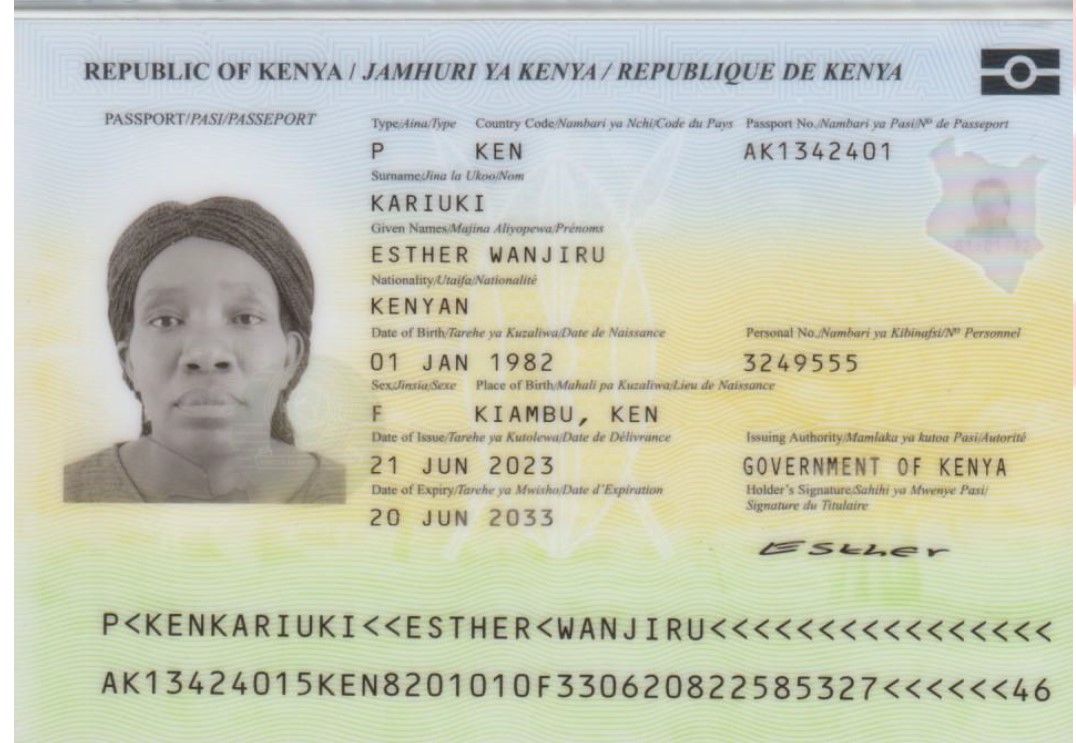 REPUBLIC OF KENYA / JAMHURI YA KENYA / REPUBLIQUE DE KENYA
PASSPORT/PASI/PASSEPORT
Type/Aina/Type Country Code/Nambari ya Nchi/Code du Pays Passport No./Nambari ya Pasi/Nº de Passeport
P KEN AK1342401
Surname/Jina la Ukoo/Nom
KARIUKI
Given Names/Majina Aliyopewa/Prénoms
ESTHER WANJIRU
Nationality/Utaifa/Nationalité
KENYAN
Date of Birth/Tarehe ya Kuzaliwa/Date de Naissance Personal No./Nambari ya Kibinafsi/Nº Personnel
01 JAN 1982 3249555
Sex/Jinsia/Sexe Place of Birth/Mahali pa Kuzaliwa/Lieu de Naissance
F KIAMBU, KEN
Date of Issue/Tarehe ya Kutolewa/Date de Délivrance Issuing Authority/Mamlaka ya kutoa Pasi/Autorité
21 JUN 2023 GOVERNMENT OF KENYA
Date of Expiry/Tarehe ya Mwisho/Date d'Expiration Holder's Signature/Sahihi ya Mwenye Pasi/
Signature du Titulaire
20 JUN 2033
Esther
P<KENKARIUKI<<ESTHER<WANJIRU<<<<<<<<<<<<<<<<
AK13424015KEN8201010F330620822585327<<<<<<46